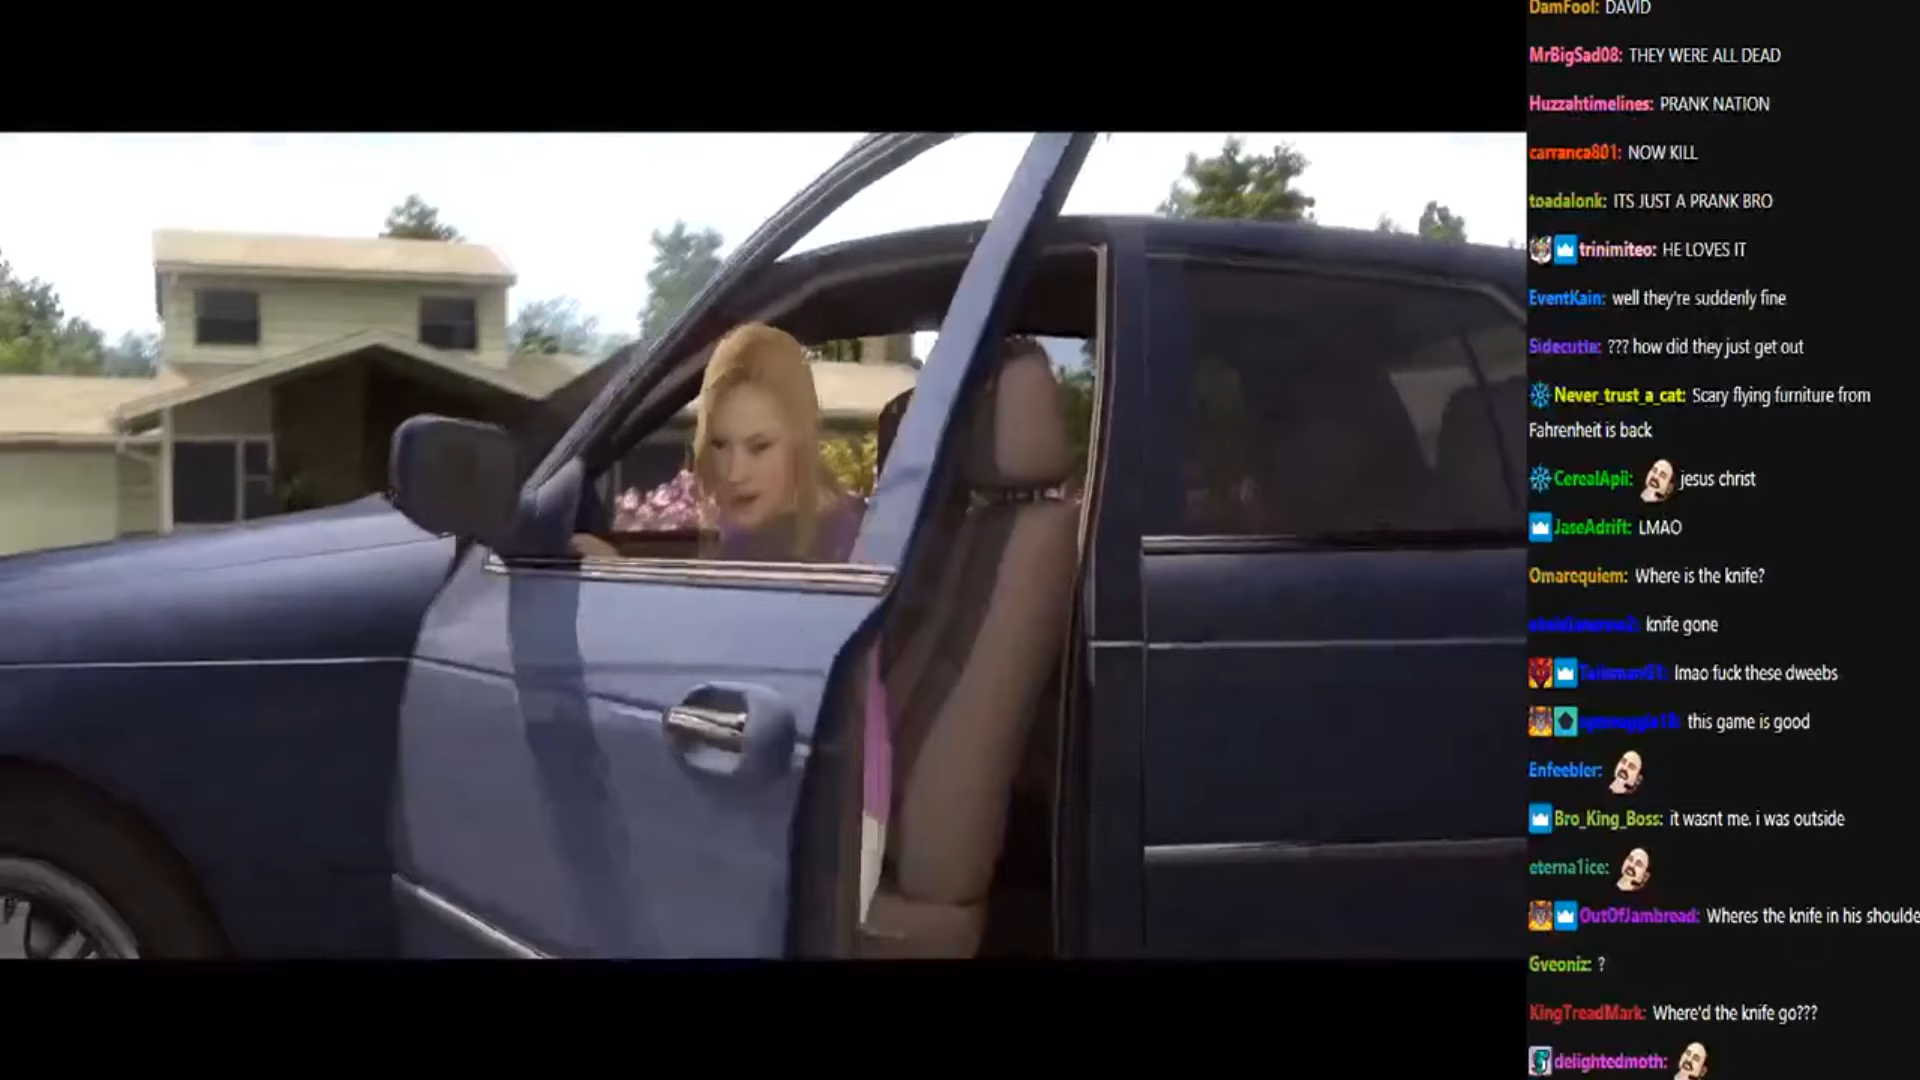 DamFool: DAVID
MrBigSad08: THEY WERE ALL DEAD
Huzzahtimelines: PRANK NATION
carranca801: NOW KILL
toadalonk: ITS JUST A PRANK BRO
trinimiteo: HE LOVES IT
EventKain: well they're suddenly fine
Sidecutie: ??? how did they just get out
Never_trust_a_cat: Scary flying furniture from
Fahrenheit is back
CerealApii: jesus christ
JaseAdrift: LMAO
Omarequiem: Where is the knife?
knife gone
lmao fuck these dweebs
this game is good
Enfeebler:
Bro_King_Boss: it wasnt me. i was outside
eterna1ice:
OutOfJambread: Wheres the knife in his shoulde
Gveoniz: ?
KingTreadMark: Where'd the knife go???
delightedmoth: